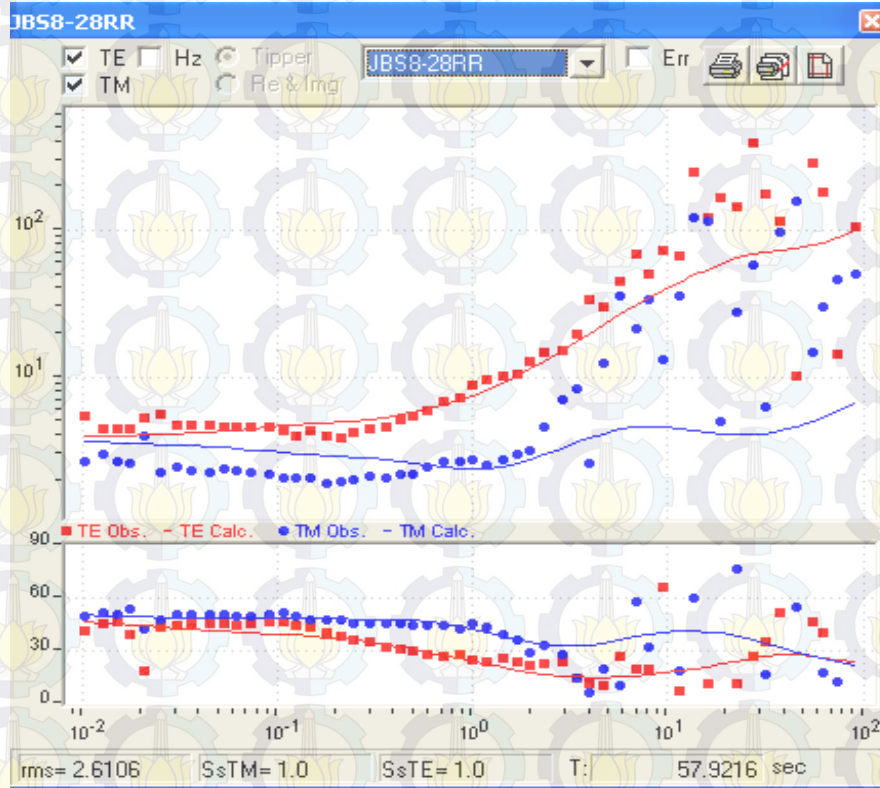 JBS8-28RR
TE Hz Tipper JBS8-28RR Err
TM Re & Img
10^2
10^1
TE Obs. - TE Calc. TM Obs. - TM Calc.
90
60
30
0
10^-2 10^-1 10^0 10^1 10^2
rms= 2.6106 SsTM= 1.0 SsTE= 1.0 T: 57.9216 sec